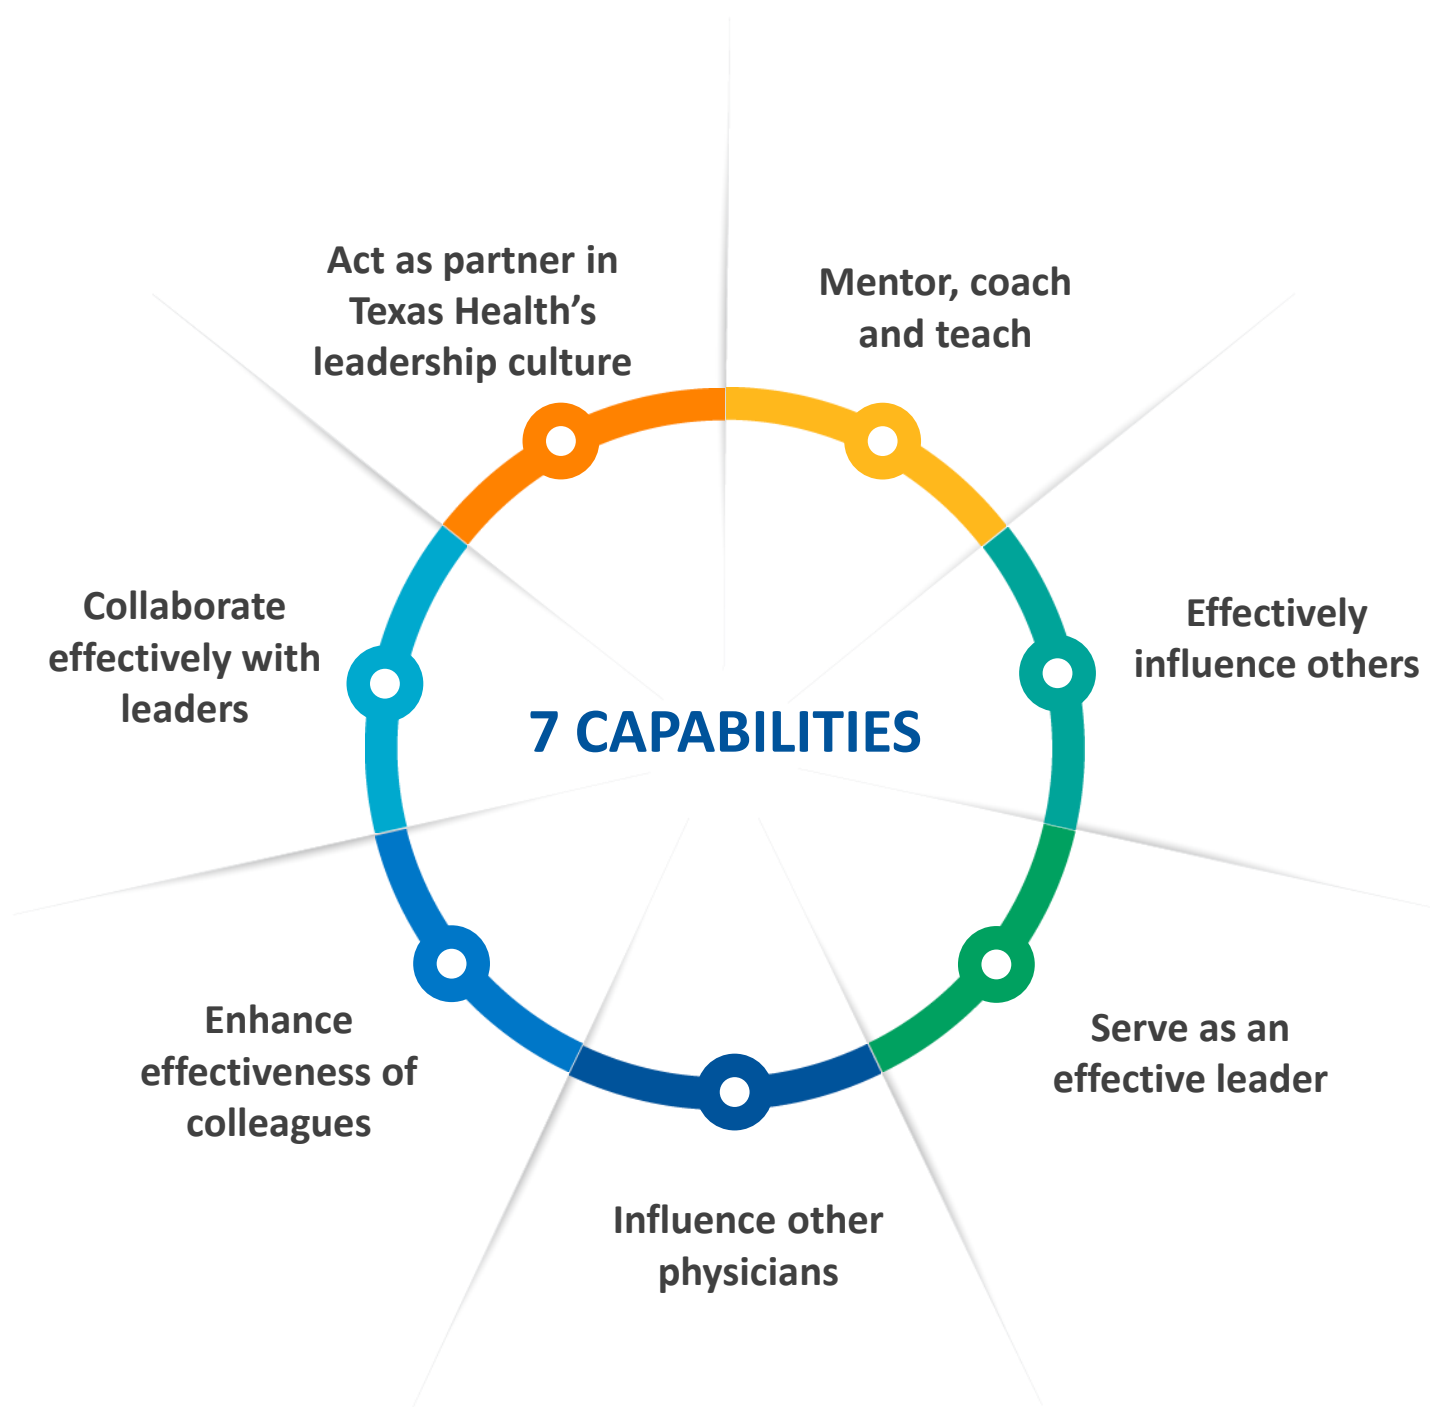 Act as partner in
Texas Health’s
leadership culture
Mentor, coach
and teach
Collaborate
effectively with
leaders
Effectively
influence others
7 CAPABILITIES
Enhance
effectiveness of
colleagues
Serve as an
effective leader
Influence other
physicians